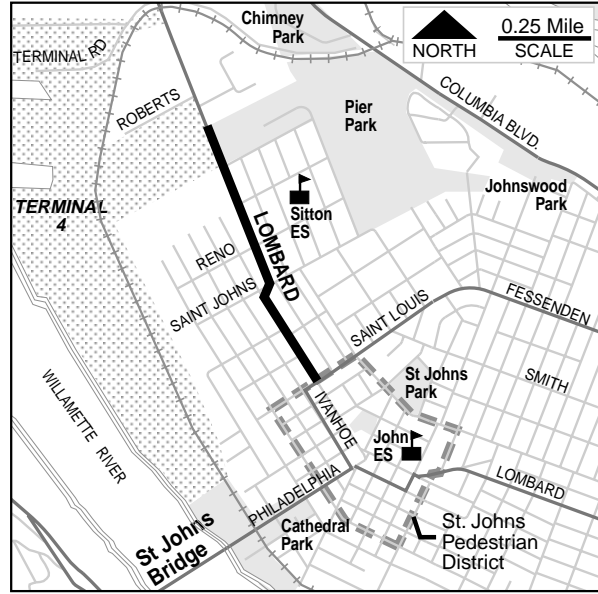 Chimney
Park
0.25 Mile
NORTH
SCALE
TERMINAL RD
ROBERTS
Pier
Park
COLUMBIA BLVD.
Johnswood
Park
Sitton
ES
TERMINAL
4
LOMBARD
RENO
SAINT JOHNS
SAINT LOUIS
FESSENDEN
St Johns
Park
SMITH
WILLAMETTE
RIVER
IVANHOE
John
ES
LOMBARD
PHILADELPHIA
Cathedral
Park
St Johns
Bridge
St. Johns
Pedestrian
District